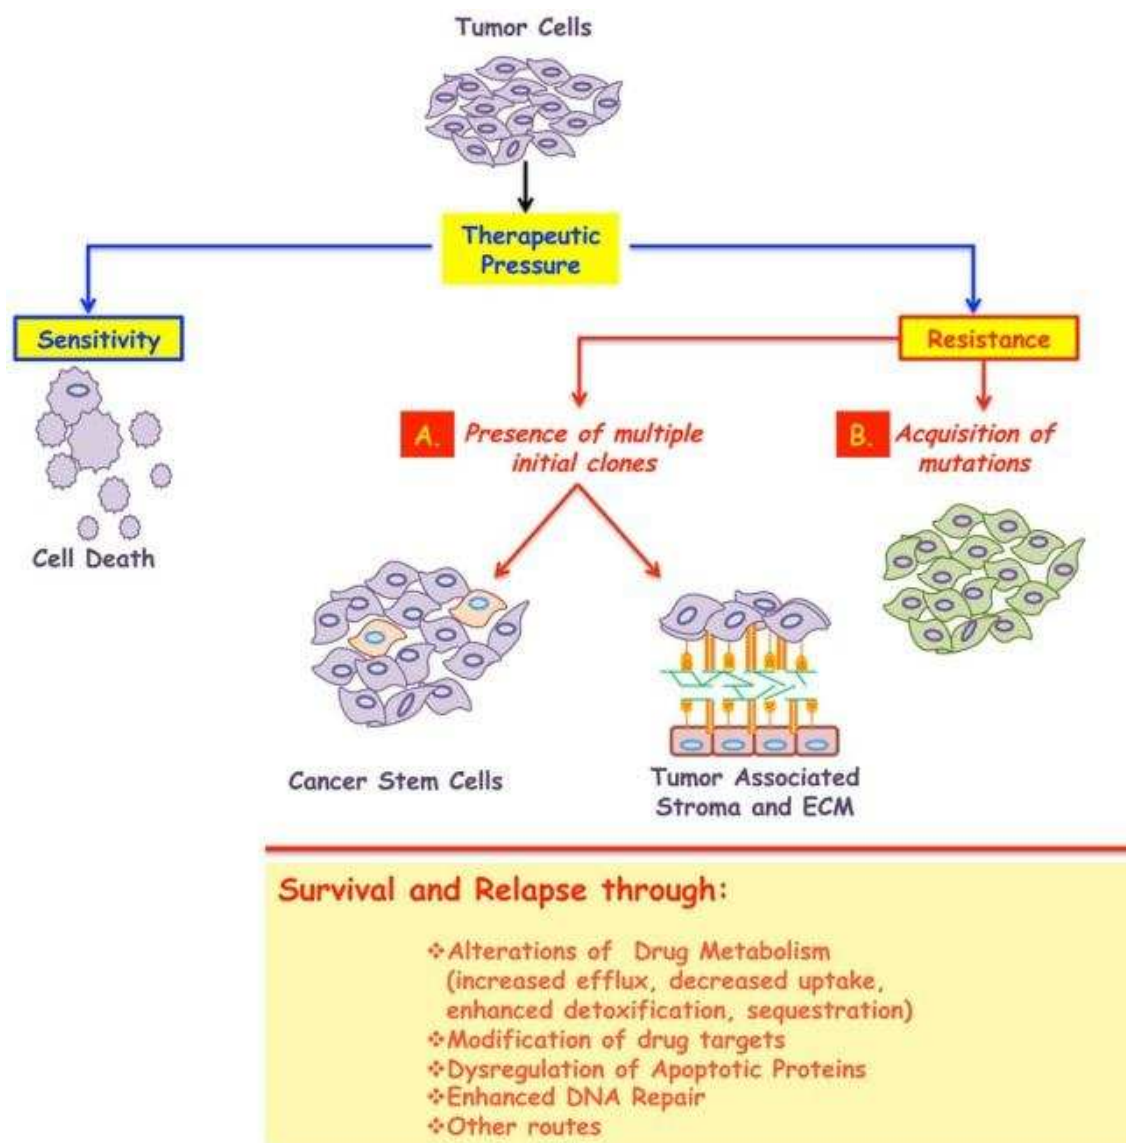 Tumor Cells
Therapeutic
Pressure
Sensitivity
Resistance
A.
Presence of multiple
initial clones
B.
Acquisition of
mutations
Cell Death
Cancer Stem Cells
Tumor Associated
Stroma and ECM
Survival and Relapse through:
❖Alterations of Drug Metabolism
(increased efflux, decreased uptake,
enhanced detoxification, sequestration)
❖Modification of drug targets
❖Dysregulation of Apoptotic Proteins
❖Enhanced DNA Repair
❖Other routes